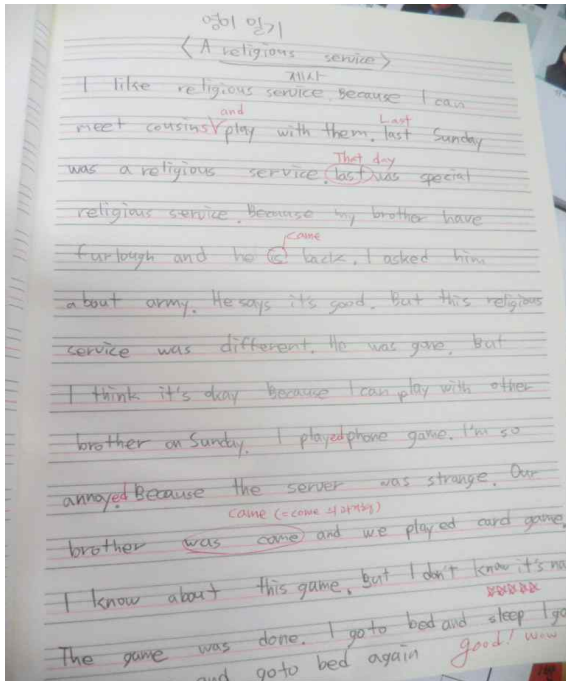 영어 일기
< A religious service >
제사
I like religious service. Because I can
and
meet cousins play with them. last Sunday
Last
was a religious service. last was special
That day
religious service. Because my brother have
came
furlough and he is back. I asked him
about army. He says it's good. But this religious
service was different. He was gone. But
I think it's okay Because I can play with other
brother on Sunday. I played phone game. I'm so
annoyed Because the server was strange. Our
came (=come 의 과거형)
brother was came and we played card game.
I know about this game. but I don't know it's na
The game was done. I go to bed and sleep I go
and go to bed again
good! wow